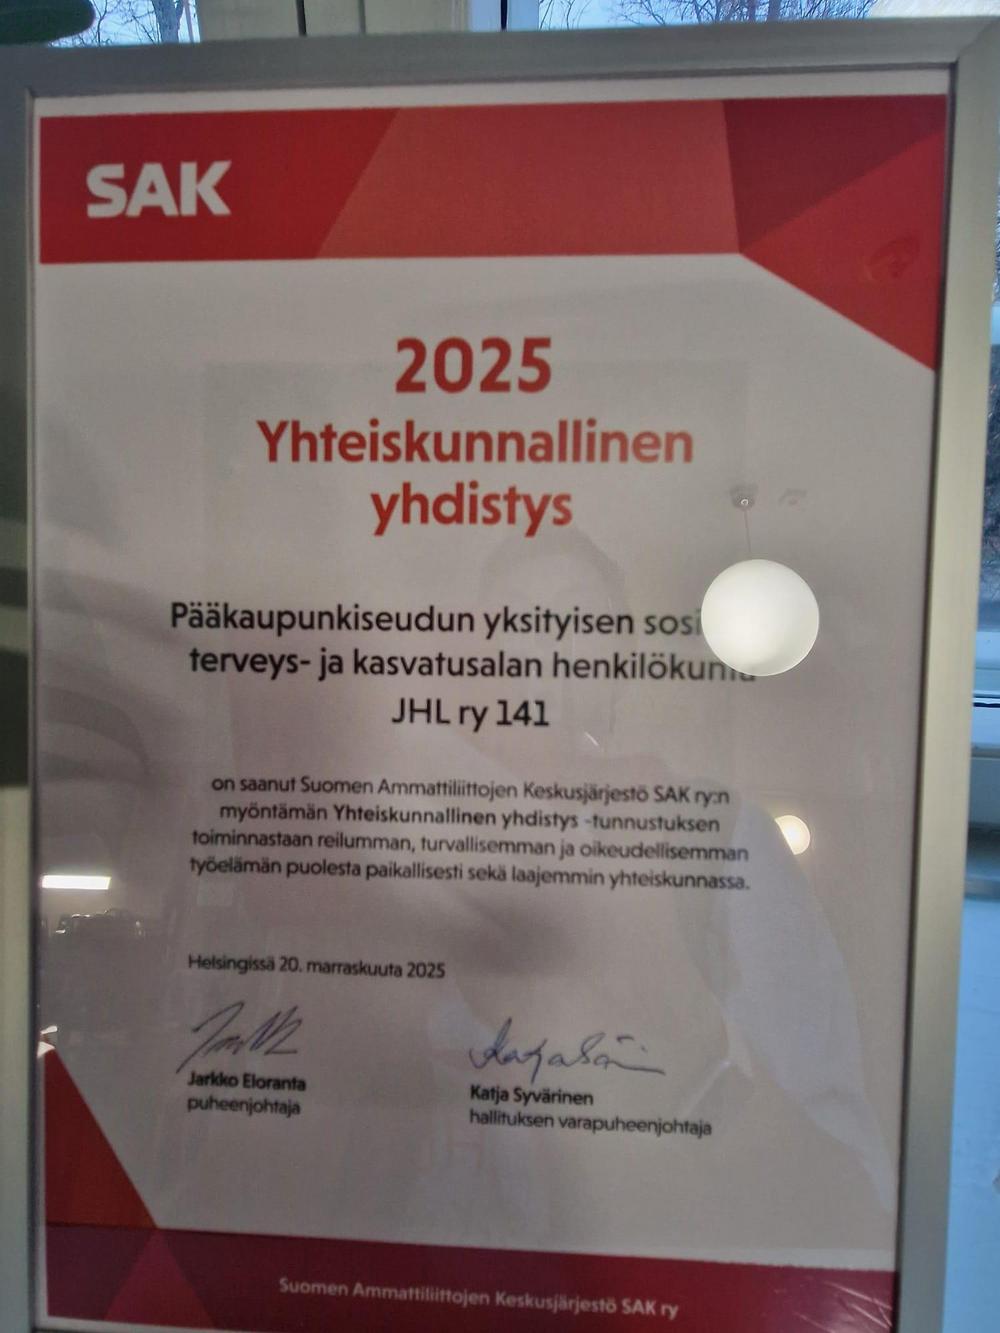 SAK
2025
Yhteiskunnallinen
yhdistys
Pääkaupunkiseudun yksityisen
terveys- ja kasvatusalan henkilökunta
JHL ry 141
on saanut Suomen Ammattiliittojen Keskusjärjestö SAK ry:n
myöntämän Yhteiskunnallinen yhdistys -tunnustuksen
toiminnastaan reilumman, turvallisemman ja oikeudellisemman
työelämän puolesta paikallisesti sekä laajemmin yhteiskunnassa.
Helsingissä 20. marraskuuta 2025
Jarkko Eloranta
puheenjohtaja
Katja Syvärinen
hallituksen varapuheenjohtaja
Suomen Ammattiliittojen Keskusjärjestö SAK ry